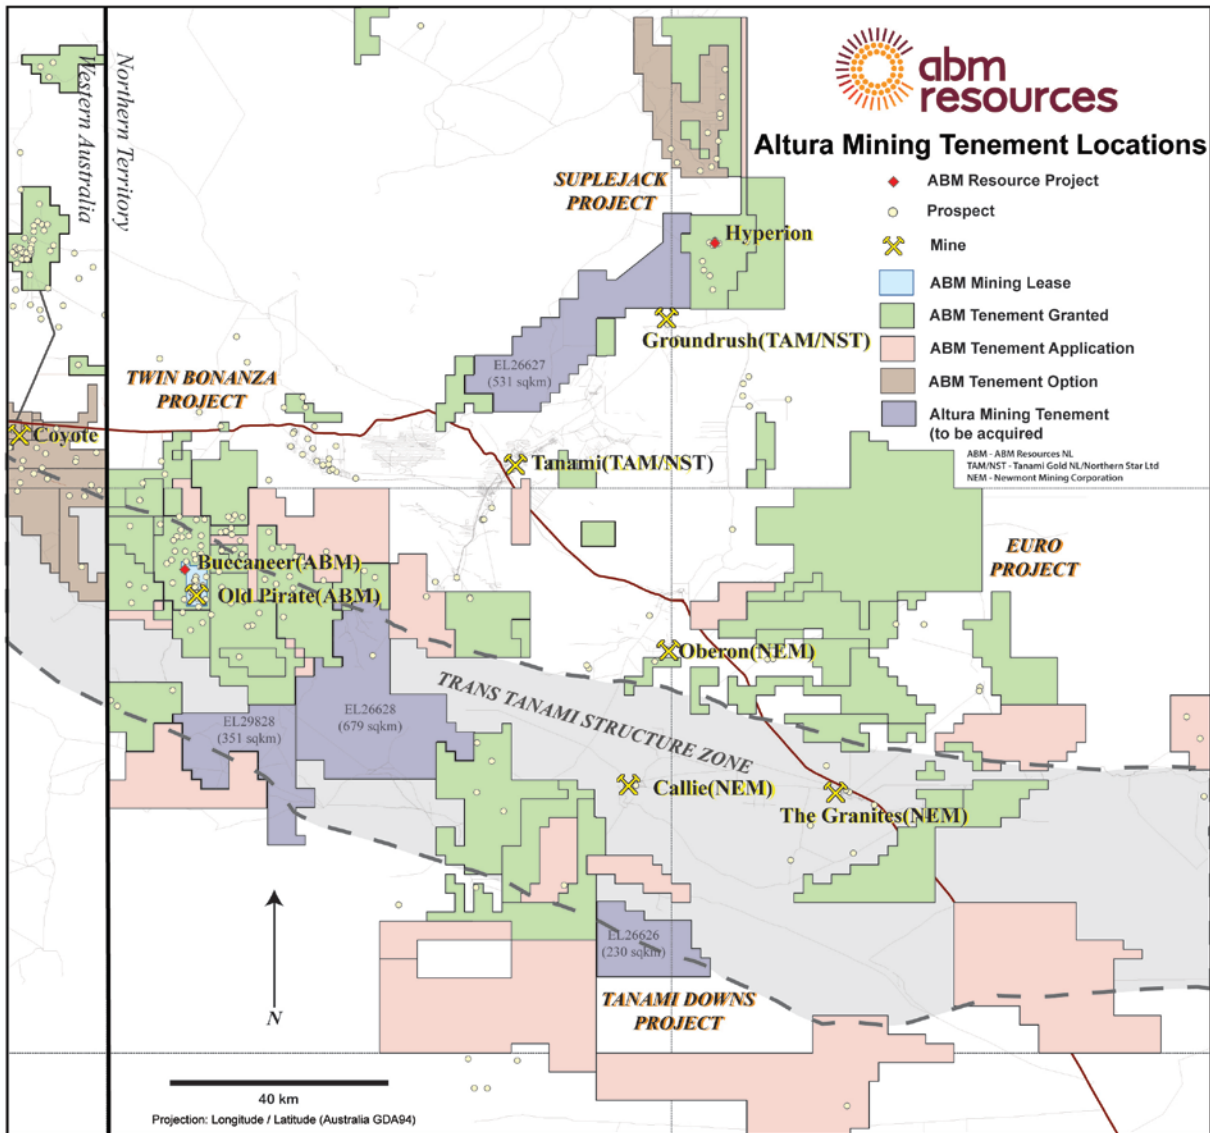 abm
resources
Altura Mining Tenement Locations
ABM Resource Project
Prospect
Mine
ABM Mining Lease
ABM Tenement Granted
ABM Tenement Application
ABM Tenement Option
Altura Mining Tenement
(to be acquired
ABM - ABM Resources NL
TAM/NST - Tanami Gold NL/Northern Star Ltd
NEM - Newmont Mining Corporation
Western Australia
Northern Territory
SUPLEJACK
PROJECT
Hyperion
Groundrush(TAM/NST)
EL26627
(531 sqkm)
TWIN BONANZA
PROJECT
Coyote
Tanami(TAM/NST)
Buccaneer(ABM)
Old Pirate(ABM)
EURO
PROJECT
Oberon(NEM)
TRANS TANAMI STRUCTURE ZONE
EL26628
(679 sqkm)
EL29828
(351 sqkm)
Callie(NEM)
The Granites(NEM)
EL26626
(230 sqkm)
TANAMI DOWNS
PROJECT
N
40 km
Projection: Longitude / Latitude (Australia GDA94)